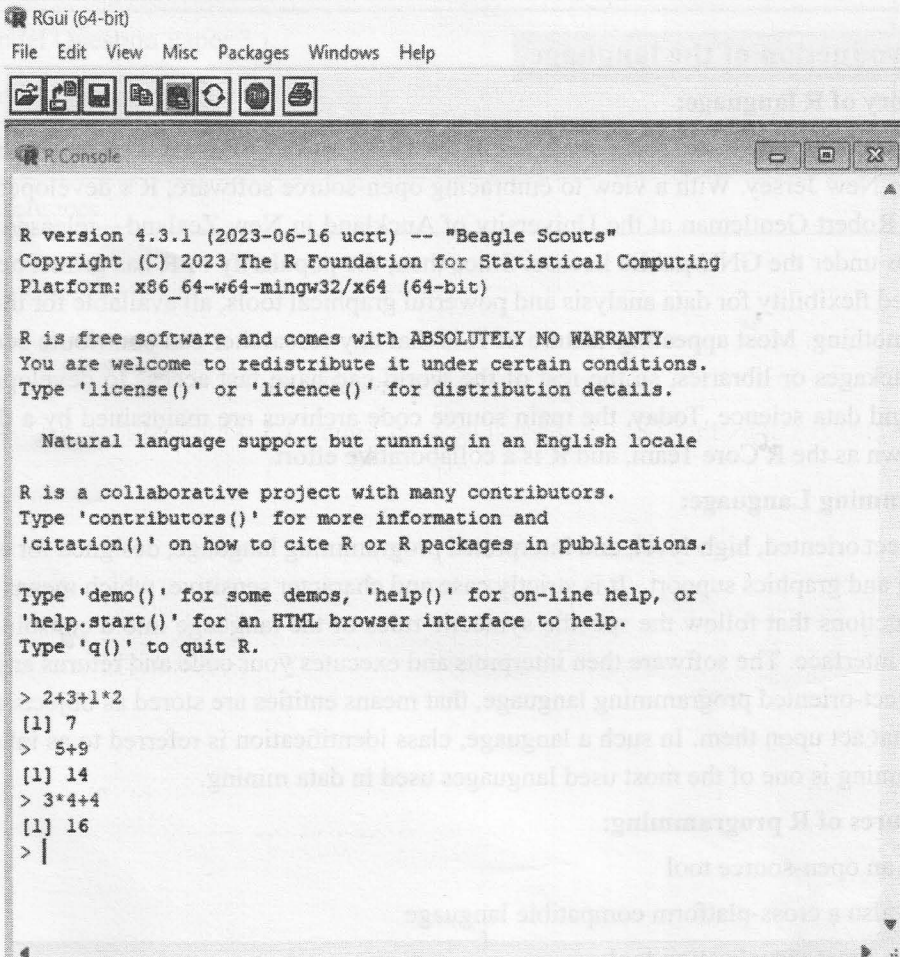 RGui (64-bit)
File Edit View Misc Packages Windows Help
R Console
R version 4.3.1 (2023-06-16 ucrt) -- "Beagle Scouts"
Copyright (C) 2023 The R Foundation for Statistical Computing
Platform: x86_64-w64-mingw32/x64 (64-bit)
R is free software and comes with ABSOLUTELY NO WARRANTY.
You are welcome to redistribute it under certain conditions.
Type 'license()' or 'licence()' for distribution details.
Natural language support but running in an English locale
R is a collaborative project with many contributors.
Type 'contributors()' for more information and
'citation()' on how to cite R or R packages in publications.
Type 'demo()' for some demos, 'help()' for on-line help, or
'help.start()' for an HTML browser interface to help.
Type 'q()' to quit R.
> 2+3+1*2
[1] 7
> 5+9
[1] 14
> 3*4+4
[1] 16
>